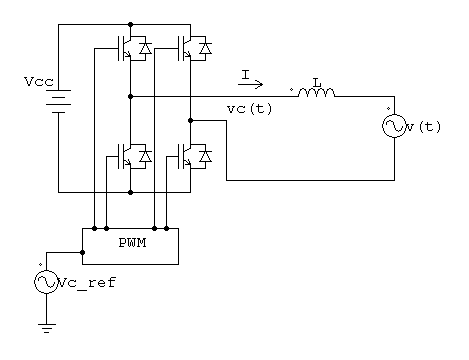 I
L
Vcc
vc(t)
v(t)
PWM
Vc_ref